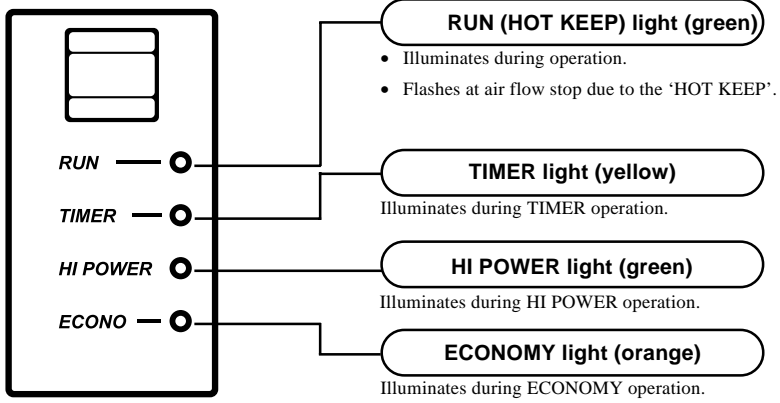 RUN (HOT KEEP) light (green)
• Illuminates during operation.
• Flashes at air flow stop due to the ‘HOT KEEP’.
RUN
TIMER light (yellow)
TIMER
Illuminates during TIMER operation.
HI POWER
HI POWER light (green)
Illuminates during HI POWER operation.
ECONO
ECONOMY light (orange)
Illuminates during ECONOMY operation.